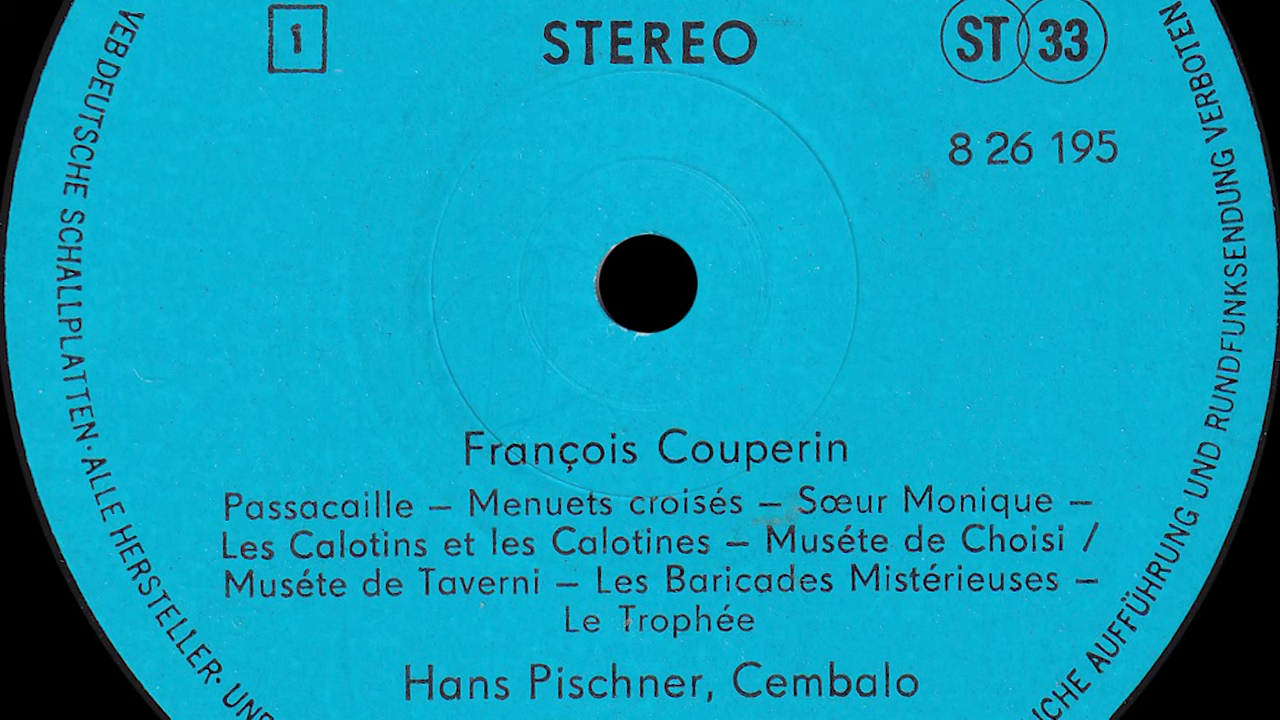 1
STEREO
ST 33
8 26 195
François Couperin
Passacaille – Menuets croisés – Sœur Monique –
Les Calotins et les Calotines – Muséte de Choisi /
Muséte de Taverni – Les Baricades Mistérieuses –
Le Trophée
Hans Pischner, Cembalo
VEB DEUTSCHE SCHALLPLATTEN · ALLE HERSTELLER-
AUFFÜHRUNG UND RUNDFUNKSENDUNG VERBOTEN